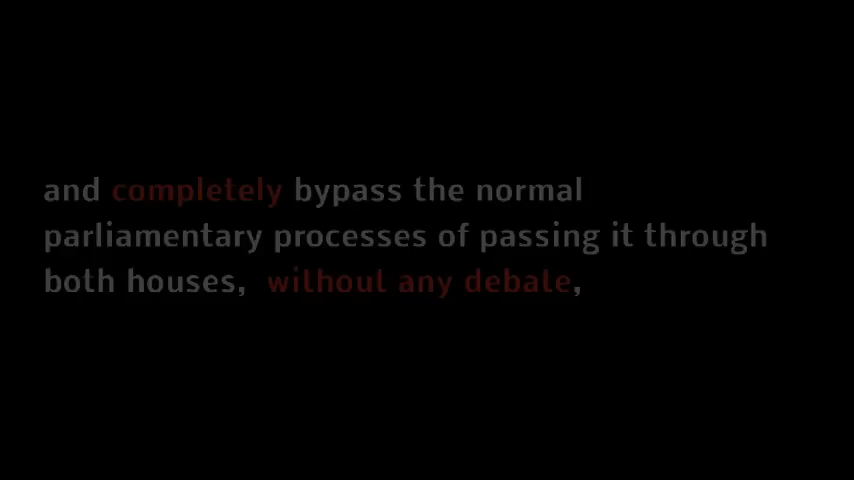 and completely bypass the normal
parliamentary processes of passing it through
both houses, without any debate,